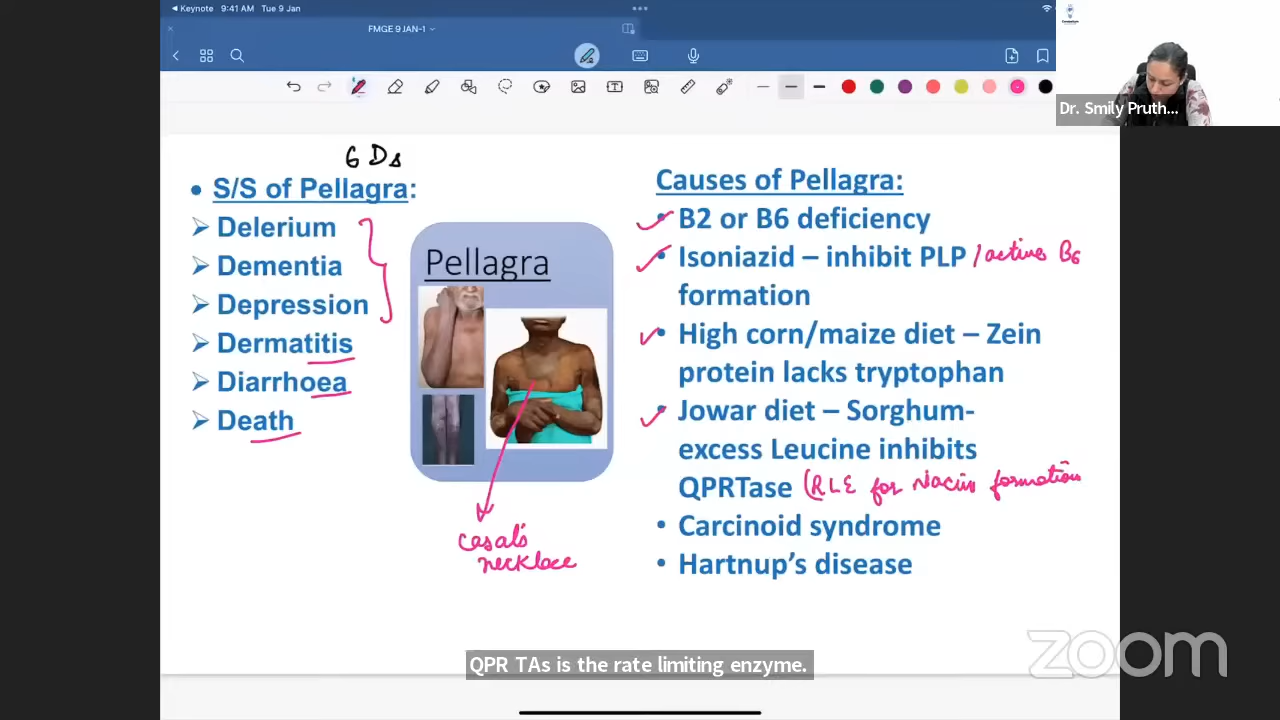 Keynote 9:41 AM Tue 9 Jan
FMGE 9 JAN-1
Dr. Smily Pruth...
6 Ds
S/S of Pellagra:
Delerium
Dementia
Depression
Dermatitis
Diarrhoea
Death
Pellagra
Casal's
necklace
Causes of Pellagra:
B2 or B6 deficiency
Isoniazid – inhibit PLP / active B6
formation
High corn/maize diet – Zein
protein lacks tryptophan
Jowar diet – Sorghum-
excess Leucine inhibits
QPRTase (RLE for Niacin formation
Carcinoid syndrome
Hartnup's disease
zoom
QPR TAs is the rate limiting enzyme.